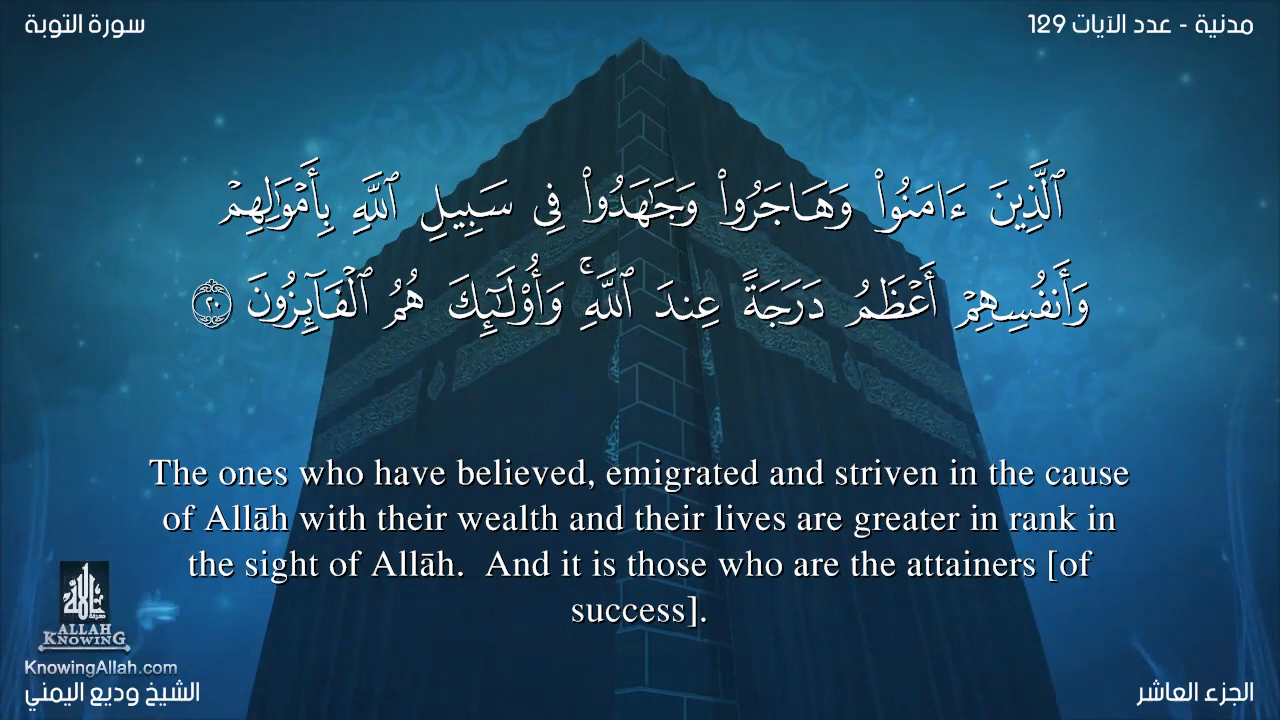 سورة التوبة
مدنية - عدد الآيات 129
ٱلَّذِينَ ءَامَنُوا۟ وَهَاجَرُوا۟ وَجَـٰهَدُوا۟ فِى سَبِيلِ ٱللَّهِ بِأَمْوَٰلِهِمْ
وَأَنفُسِهِمْ أَعْظَمُ دَرَجَةً عِندَ ٱللَّهِ ۚ وَأُو۟لَـٰٓئِكَ هُمُ ٱلْفَآئِزُونَ ٢٠
The ones who have believed, emigrated and striven in the cause
of Allāh with their wealth and their lives are greater in rank in
the sight of Allāh. And it is those who are the attainers [of
success].
ALLAH
KNOWING
KnowingAllah.com
الشيخ وديع اليمني
الجزء العاشر